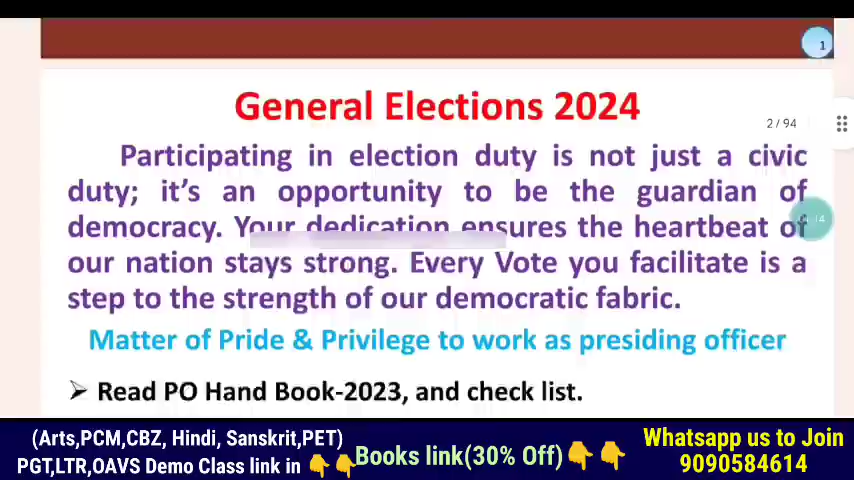 1
General Elections 2024
2 / 94
Participating in election duty is not just a civic
duty; it's an opportunity to be the guardian of
democracy. Your dedication ensures the heartbeat of
our nation stays strong. Every Vote you facilitate is a
step to the strength of our democratic fabric.
Matter of Pride & Privilege to work as presiding officer
➢ Read PO Hand Book-2023, and check list.
(Arts,PCM,CBZ, Hindi, Sanskrit,PET)
PGT,LTR,OAVS Demo Class link in 👇👇
Books link(30% Off)👇👇
Whatsapp us to Join
9090584614